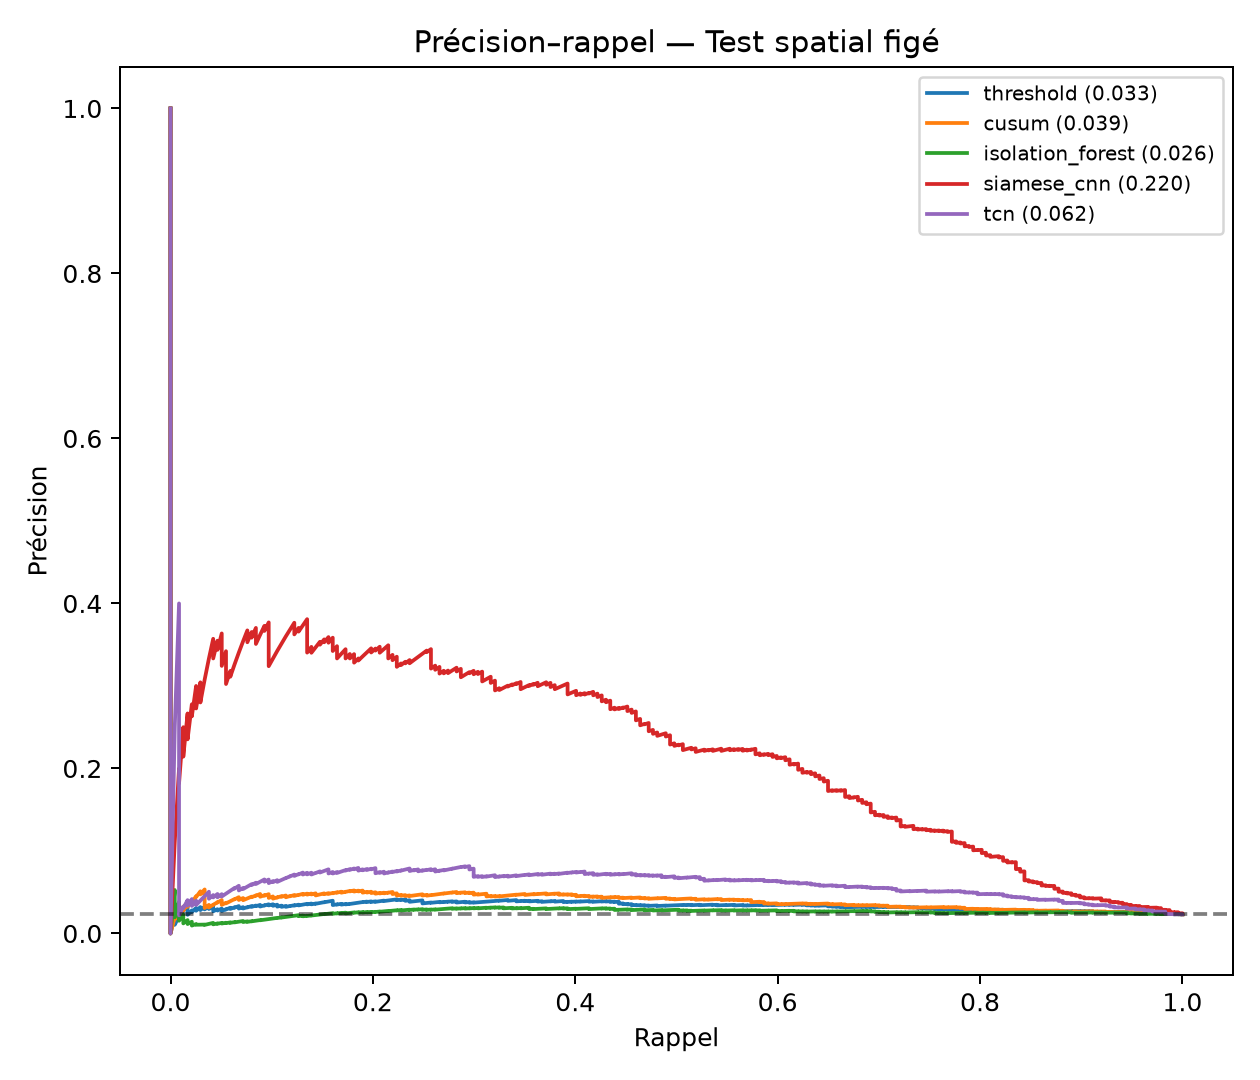 Précision–rappel — Test spatial figé
threshold (0.033)
cusum (0.039)
isolation_forest (0.026)
siamese_cnn (0.220)
tcn (0.062)
Précision
1.0
0.8
0.6
0.4
0.2
0.0
0.0 0.2 0.4 0.6 0.8 1.0
Rappel